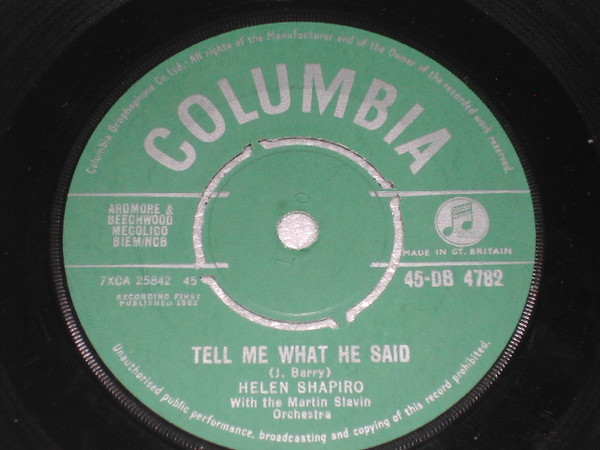 Columbia Graphophone Co. Ltd. All rights of the Manufacturer and of the Owner of the recorded work reserved.
COLUMBIA
ARDMORE &
BEECHWOOD
MECOLICO
BIEM/NCB
MADE IN GT. BRITAIN
7XCA 25842 45
45-DB 4782
RECORDING FIRST
PUBLISHED 1962
TELL ME WHAT HE SAID
(J. Barry)
HELEN SHAPIRO
With the Martin Slavin
Orchestra
Unauthorised public performance, broadcasting and copying of this record prohibited.